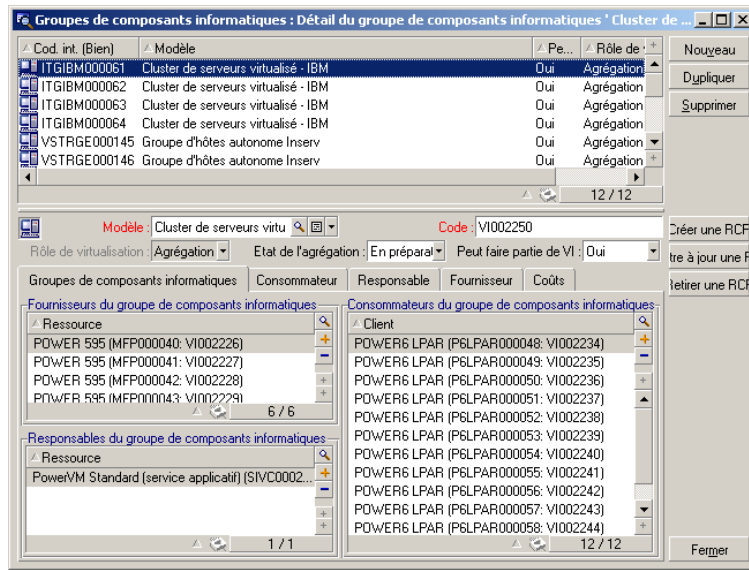 Groupes de composants informatiques : Détail du groupe de composants informatiques ' Cluster de ...
Cod. int. (Bien) Modèle Pe... Rôle de
ITGIBM000061 Cluster de serveurs virtualisé - IBM Oui Agrégation
ITGIBM000062 Cluster de serveurs virtualisé - IBM Oui Agrégation
ITGIBM000063 Cluster de serveurs virtualisé - IBM Oui Agrégation
ITGIBM000064 Cluster de serveurs virtualisé - IBM Oui Agrégation
VSTRGE000145 Groupe d'hôtes autonome Inserv Oui Agrégation
VSTRGE000146 Groupe d'hôtes autonome Inserv Oui Agrégation
12 / 12
Nouveau
Dupliquer
Supprimer
Créer une RCF
tre à jour une F
Retirer une RCF
Fermer
Modèle : Cluster de serveurs virtu Code : VI002250
Rôle de virtualisation : Agrégation Etat de l'agrégation : En préparat Peut faire partie de VI : Oui
Groupes de composants informatiques Consommateur Responsable Fournisseur Coûts
Fournisseurs du groupe de composants informatiques
Ressource
POWER 595 (MFP000040: VI002226)
POWER 595 (MFP000041: VI002227)
POWER 595 (MFP000042: VI002228)
POWER 595 (MFP000043: VI002229)
6 / 6
Responsables du groupe de composants informatiques
Ressource
PowerVM Standard (service applicatif) (SIVC0002...
1 / 1
Consommateurs du groupe de composants informatiques
Client
POWER6 LPAR (P6LPAR000048: VI002234)
POWER6 LPAR (P6LPAR000049: VI002235)
POWER6 LPAR (P6LPAR000050: VI002236)
POWER6 LPAR (P6LPAR000051: VI002237)
POWER6 LPAR (P6LPAR000052: VI002238)
POWER6 LPAR (P6LPAR000053: VI002239)
POWER6 LPAR (P6LPAR000054: VI002240)
POWER6 LPAR (P6LPAR000055: VI002241)
POWER6 LPAR (P6LPAR000056: VI002242)
POWER6 LPAR (P6LPAR000057: VI002243)
POWER6 LPAR (P6LPAR000058: VI002244)
12 / 12